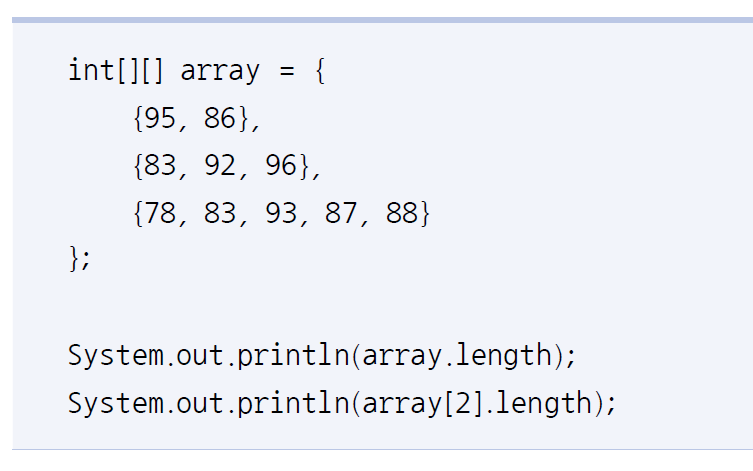 int[][] array = {
    {95, 86},
    {83, 92, 96},
    {78, 83, 93, 87, 88}
};

System.out.println(array.length);
System.out.println(array[2].length);